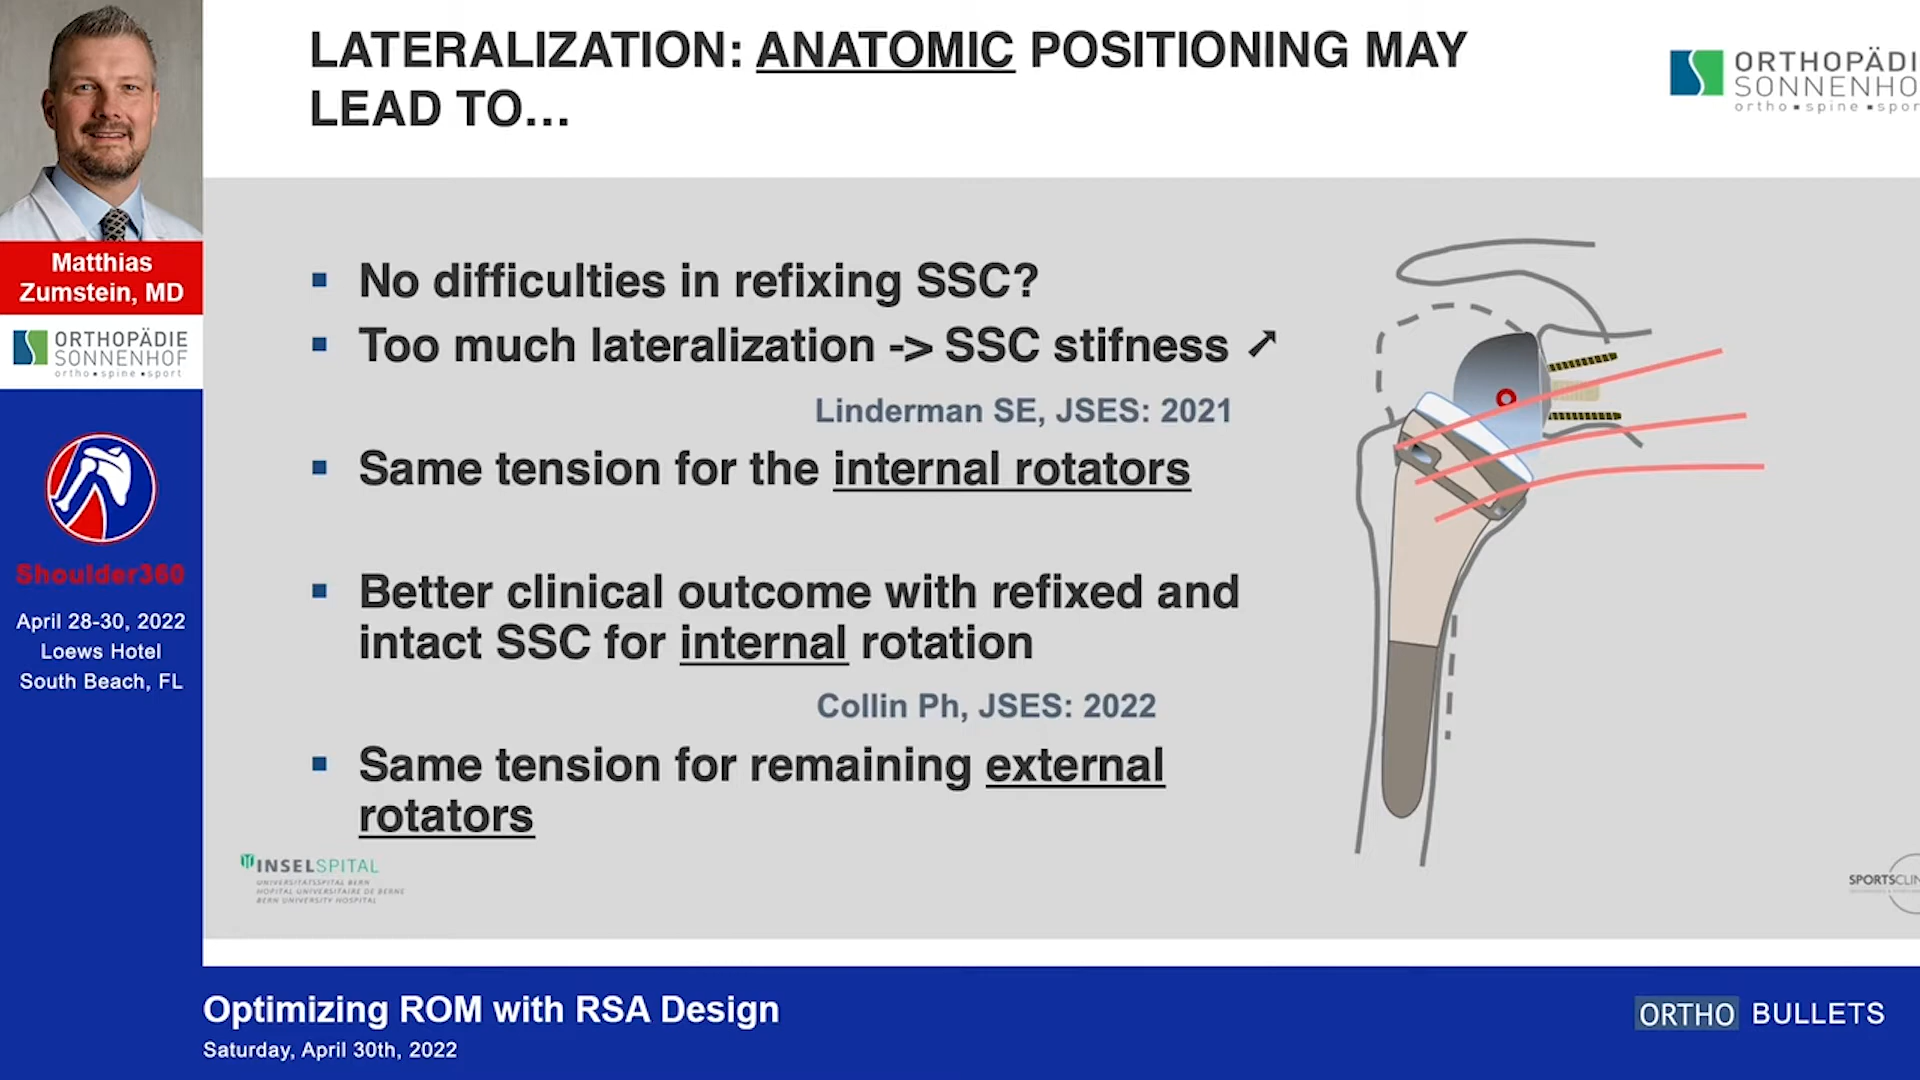 LATERALIZATION: ANATOMIC POSITIONING MAY
LEAD TO...
ORTHOPÄDI
SONNENHO
ortho ▪ spine ▪ spor
Matthias
Zumstein, MD
ORTHOPÄDIE
SONNENHOF
ortho ▪ spine ▪ sport
Shoulder360
April 28-30, 2022
Loews Hotel
South Beach, FL
▪ No difficulties in refixing SSC?
▪ Too much lateralization -> SSC stifness ↗
Linderman SE, JSES: 2021
▪ Same tension for the internal rotators
▪ Better clinical outcome with refixed and
intact SSC for internal rotation
Collin Ph, JSES: 2022
▪ Same tension for remaining external
rotators
INSELSPITAL
UNIVERSITÄTSSPITAL BERN
HOPITAL UNIVERSITAIRE DE BERNE
BERN UNIVERSITY HOSPITAL
SPORTSCLIN
Optimizing ROM with RSA Design
Saturday, April 30th, 2022
ORTHO BULLETS